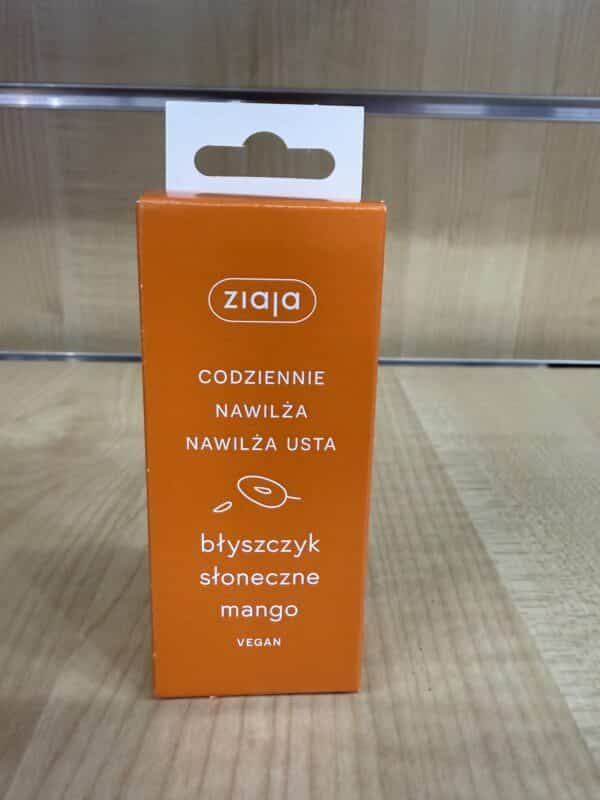 ziaja
CODZIENNIE
NAWILŻA
NAWILŻA USTA
błyszczyk
słoneczne
mango
VEGAN